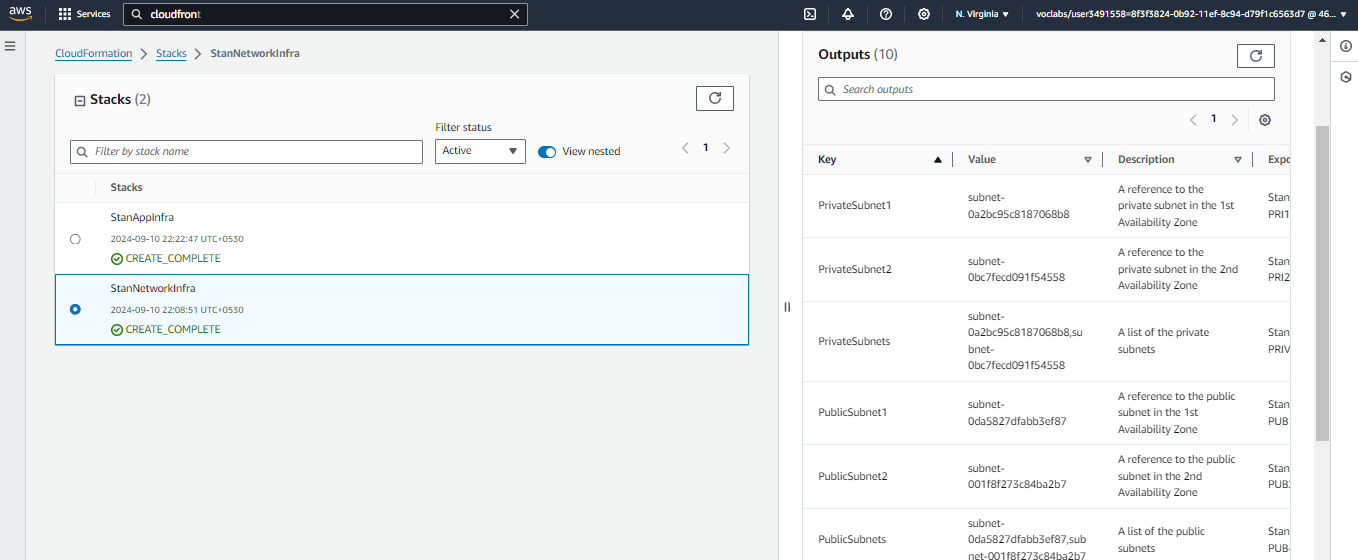 aws
Services
cloudfront
N. Virginia
voclabs/user3491558=8f3f3824-0b92-11ef-8c94-d79f1c6563d7 @ 46...
CloudFormation
Stacks
StanNetworkInfra
Stacks (2)
Filter status
Filter by stack name
Active
View nested
1
Stacks
StanAppInfra
2024-09-10 22:22:47 UTC+0530
CREATE_COMPLETE
StanNetworkInfra
2024-09-10 22:08:51 UTC+0530
CREATE_COMPLETE
Outputs (10)
Search outputs
1
Key
Value
Description
Expo
PrivateSubnet1
subnet-
0a2bc95c8187068b8
A reference to the
private subnet in the 1st
Availability Zone
Stan
PRI1
PrivateSubnet2
subnet-
0bc7fecd091f54558
A reference to the
private subnet in the 2nd
Availability Zone
Stan
PRI2
PrivateSubnets
subnet-
0a2bc95c8187068b8,su
bnet-
0bc7fecd091f54558
A list of the private
subnets
Stan
PRIV
PublicSubnet1
subnet-
0da5827dfabb3ef87
A reference to the public
subnet in the 1st
Availability Zone
Stan
PUB1
PublicSubnet2
subnet-
001f8f273c84ba2b7
A reference to the public
subnet in the 2nd
Availability Zone
Stan
PUB2
PublicSubnets
subnet-
0da5827dfabb3ef87,sub
net-001f8f273c84ba2b7
A list of the public
subnets
Stan
PUB-